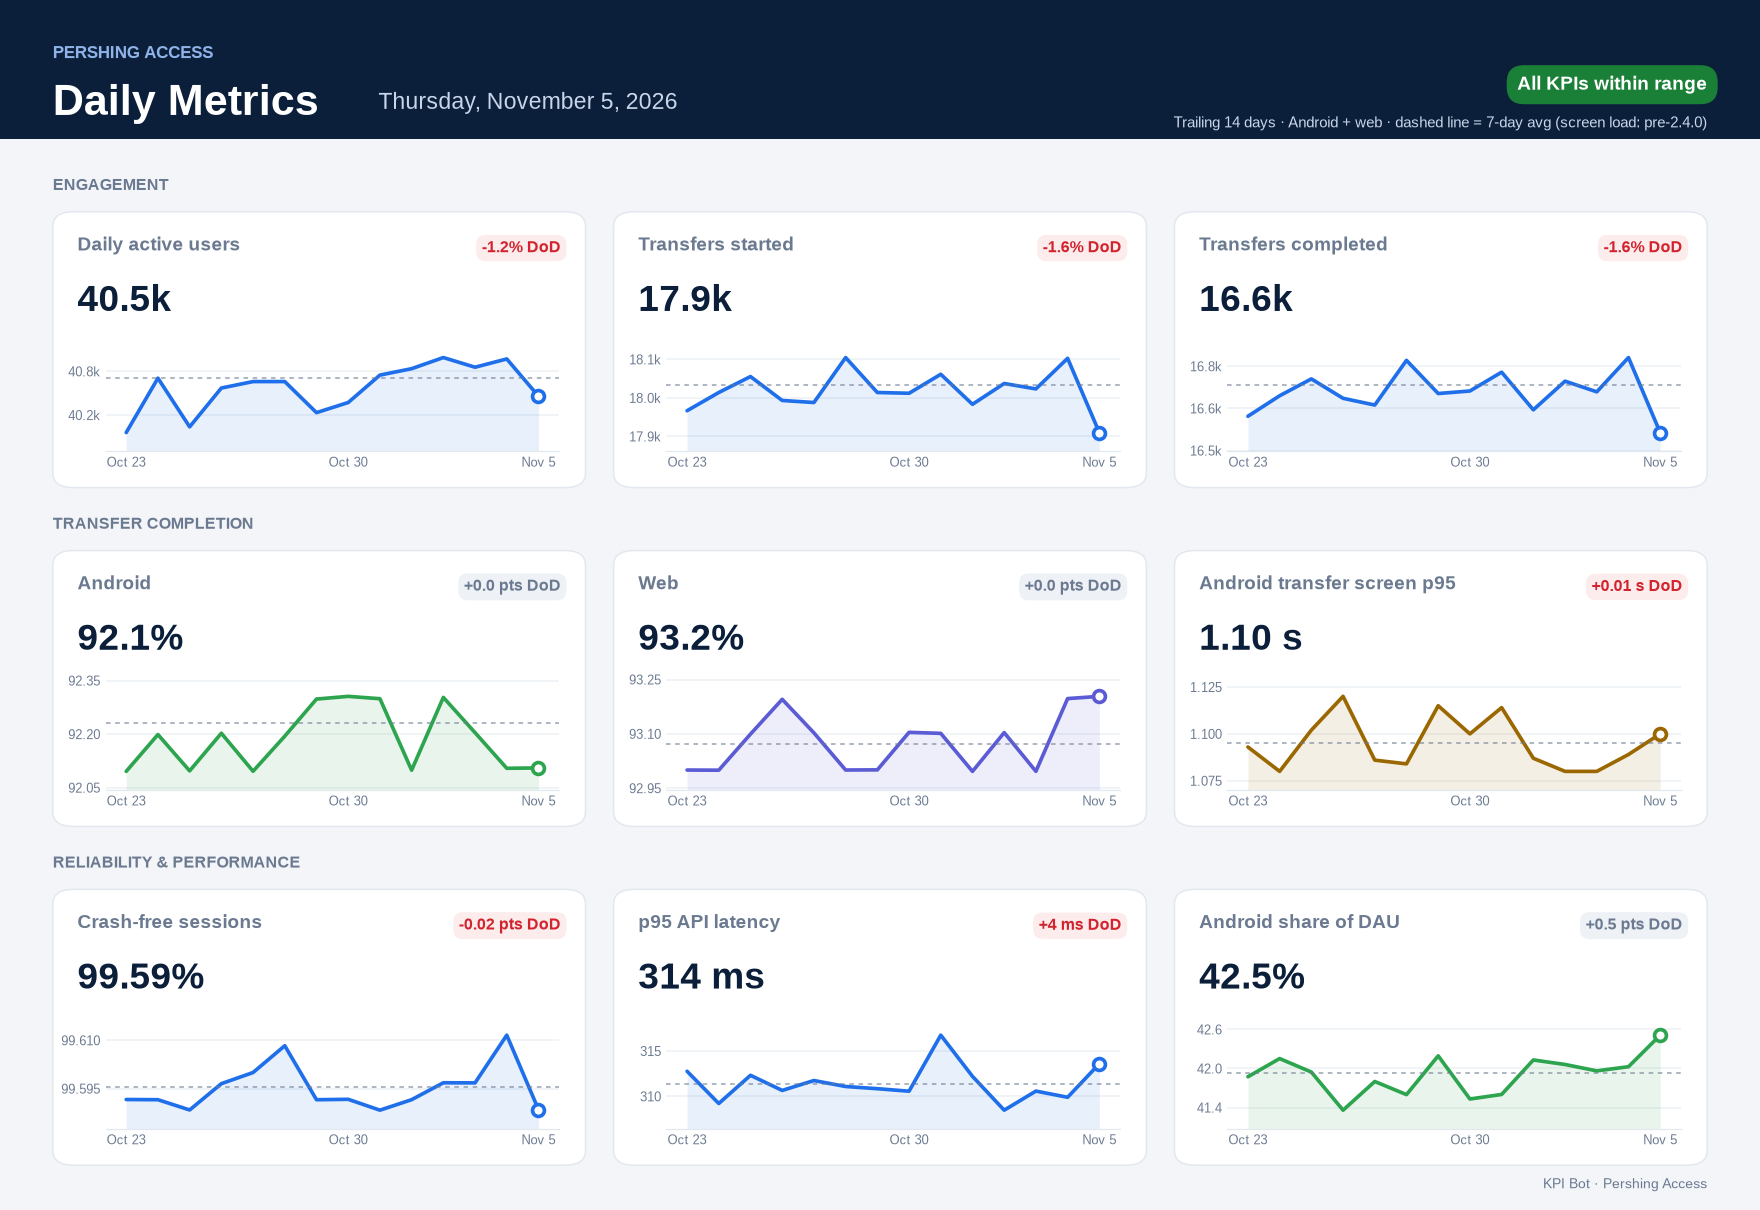 PERSHING ACCESS
Daily Metrics
Thursday, November 5, 2026
All KPIs within range
Trailing 14 days · Android + web · dashed line = 7-day avg (screen load: pre-2.4.0)
ENGAGEMENT
Daily active users
-1.2% DoD
40.5k
40.8k
40.2k
Oct 23
Oct 30
Nov 5
Transfers started
-1.6% DoD
17.9k
18.1k
18.0k
17.9k
Oct 23
Oct 30
Nov 5
Transfers completed
-1.6% DoD
16.6k
16.8k
16.6k
16.5k
Oct 23
Oct 30
Nov 5
TRANSFER COMPLETION
Android
+0.0 pts DoD
92.1%
92.35
92.20
92.05
Oct 23
Oct 30
Nov 5
Web
+0.0 pts DoD
93.2%
93.25
93.10
92.95
Oct 23
Oct 30
Nov 5
Android transfer screen p95
+0.01 s DoD
1.10 s
1.125
1.100
1.075
Oct 23
Oct 30
Nov 5
RELIABILITY & PERFORMANCE
Crash-free sessions
-0.02 pts DoD
99.59%
99.610
99.595
Oct 23
Oct 30
Nov 5
p95 API latency
+4 ms DoD
314 ms
315
310
Oct 23
Oct 30
Nov 5
Android share of DAU
+0.5 pts DoD
42.5%
42.6
42.0
41.4
Oct 23
Oct 30
Nov 5
KPI Bot · Pershing Access